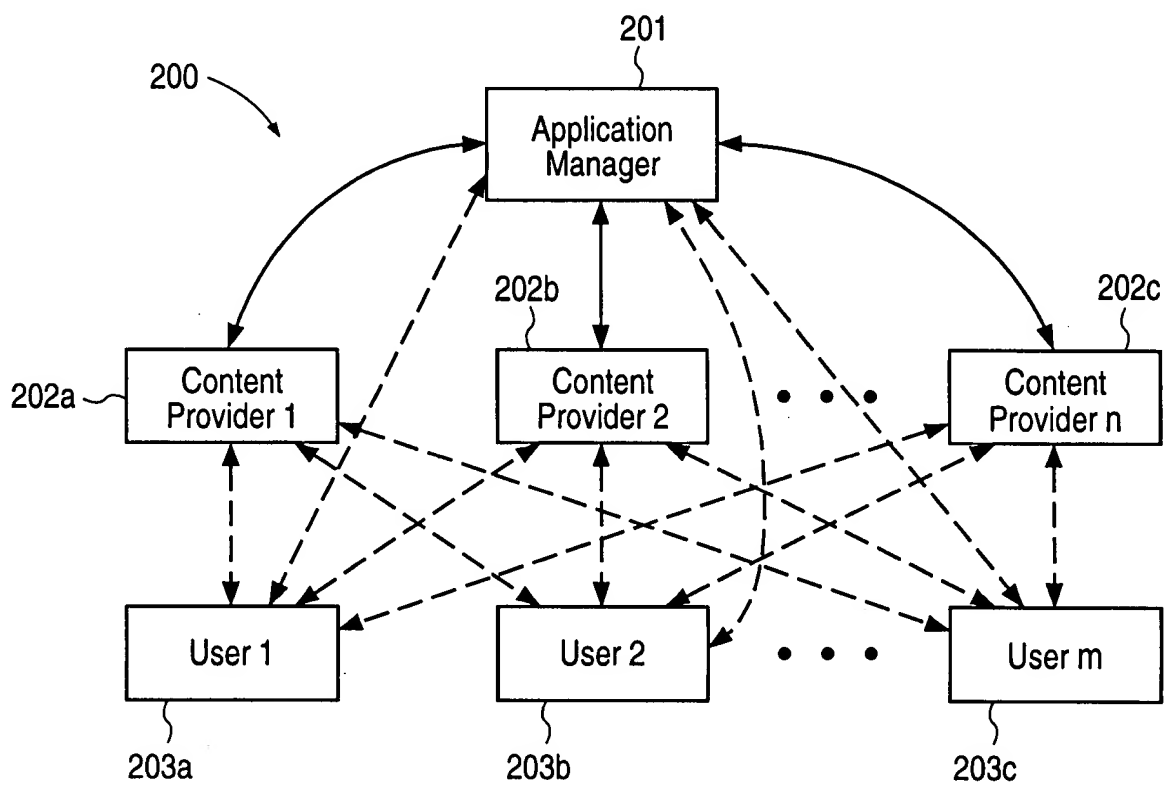 201
200
Application
Manager
202b
202c
202a
Content
Provider 1
Content
Provider 2
Content
Provider n
User 1
User 2
User m
203a
203b
203c